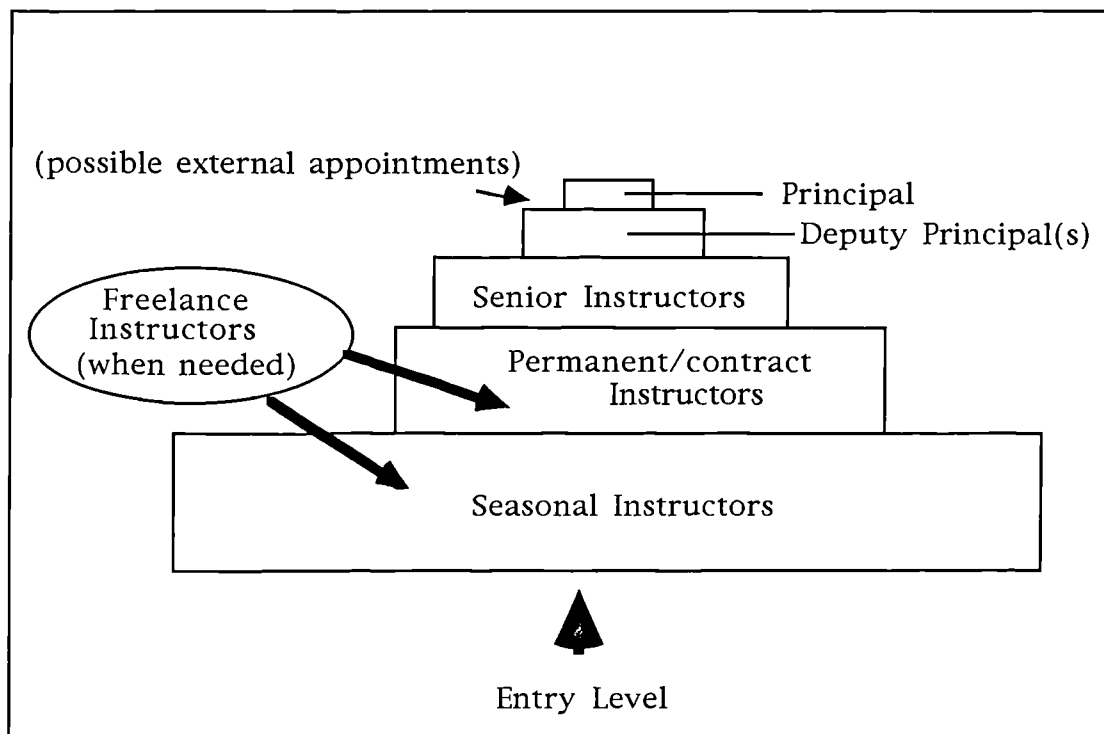 (possible external appointments)
Principal
Deputy Principal(s)
Senior Instructors
Freelance
Instructors
(when needed)
Permanent/contract
Instructors
Seasonal Instructors
Entry Level